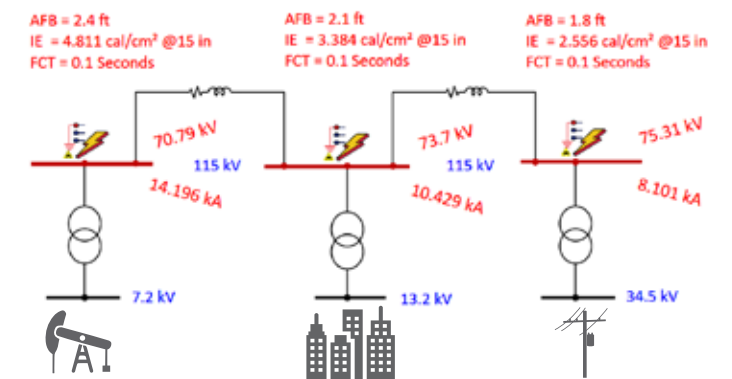 AFB = 2.4 ft
IE = 4.811 cal/cm² @15 in
FCT = 0.1 Seconds
AFB = 2.1 ft
IE = 3.384 cal/cm² @15 in
FCT = 0.1 Seconds
AFB = 1.8 ft
IE = 2.556 cal/cm² @15 in
FCT = 0.1 Seconds
70.79 kV
115 kV
14.196 kA
73.7 kV
115 kV
10.429 kA
75.31 kV
8.101 kA
7.2 kV
13.2 kV
34.5 kV